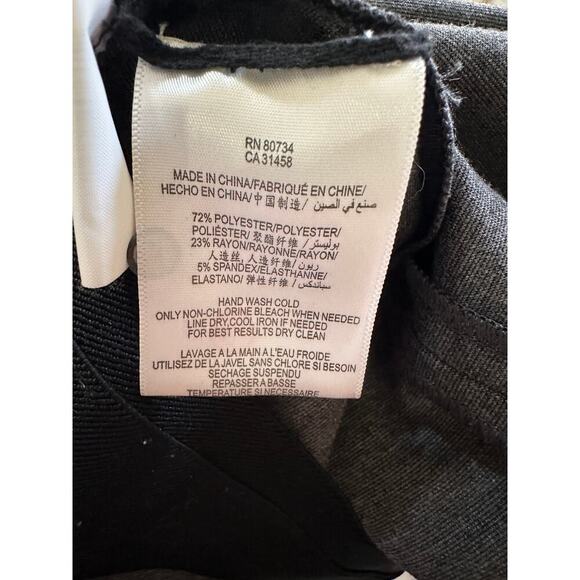 RN 80734
CA 31458
MADE IN CHINA/FABRIQUÉ EN CHINE/
HECHO EN CHINA/中国制造/ صنع في الصين/
72% POLYESTER/POLYESTER/
POLIÉSTER/ 聚酯纤维 /بوليستر/
23% RAYON/RAYONNE/RAYON/
人造丝, 人造纤维/ ريون/
5% SPANDEX/ELASTHANNE/
ELASTANO/ 弹性纤维/ سباندكس/
HAND WASH COLD
ONLY NON-CHLORINE BLEACH WHEN NEEDED
LINE DRY,COOL IRON IF NEEDED
FOR BEST RESULTS DRY CLEAN
LAVAGE A LA MAIN A L'EAU FROIDE
UTILISEZ DE LA JAVEL SANS CHLORE SI BESOIN
SECHAGE SUSPENDU
REPASSER A BASSE
TEMPERATURE SI NECESSAIRE